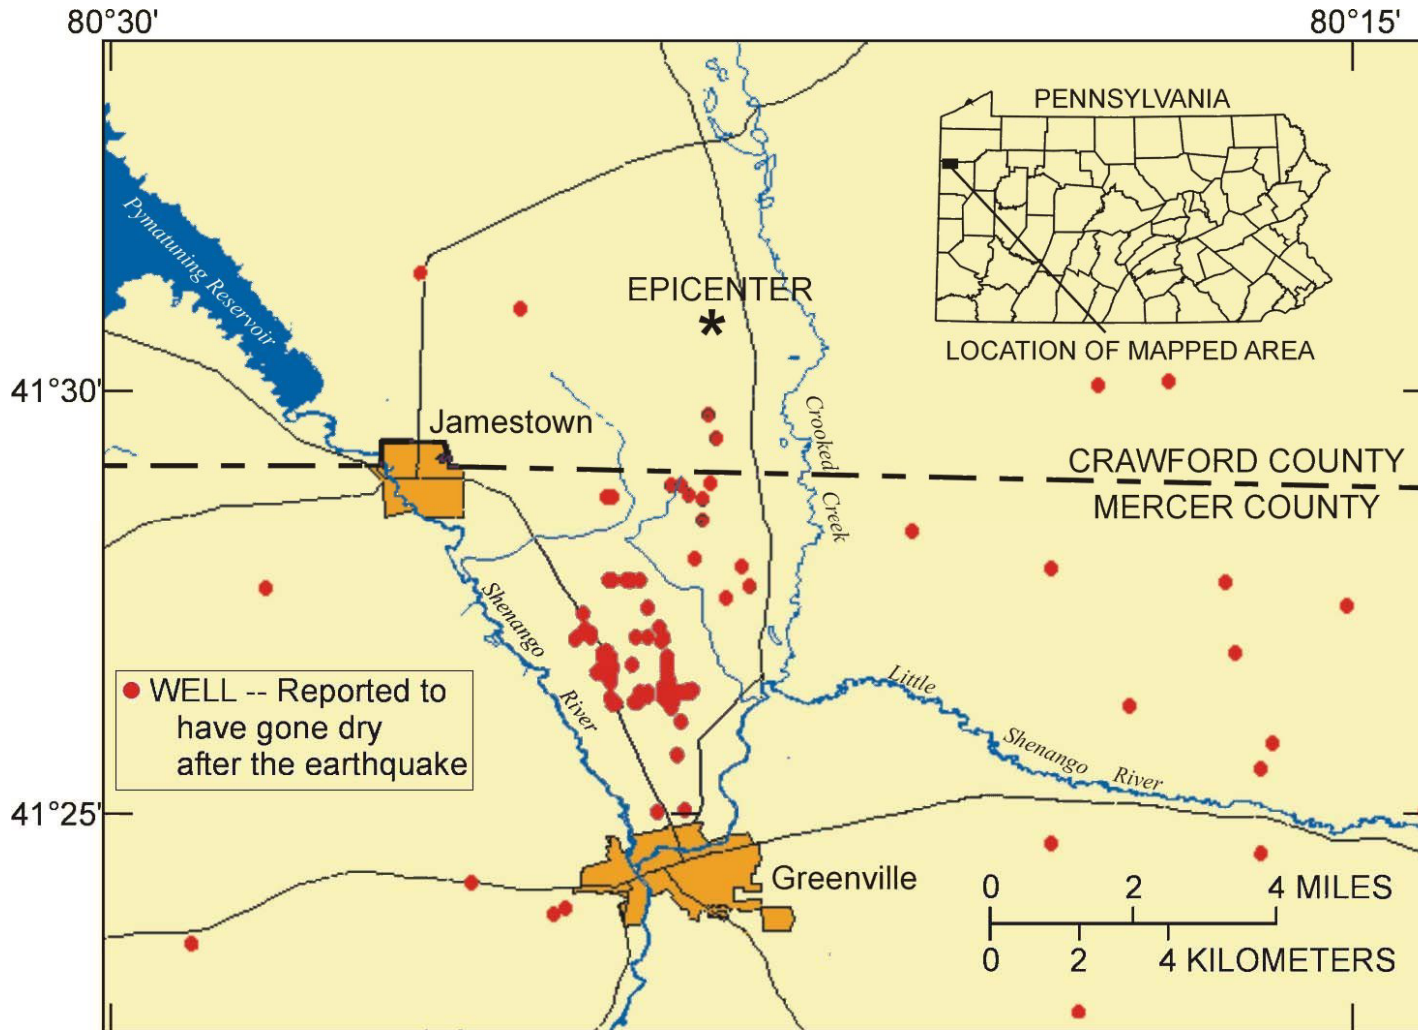 80°30'
80°15'
PENNSYLVANIA
Pymatuning Reservoir
EPICENTER
*
LOCATION OF MAPPED AREA
41°30'
Jamestown
Crooked Creek
CRAWFORD COUNTY
MERCER COUNTY
Shenango River
WELL -- Reported to
have gone dry
after the earthquake
Little Shenango River
41°25'
Greenville
0 2 4 MILES
0 2 4 KILOMETERS